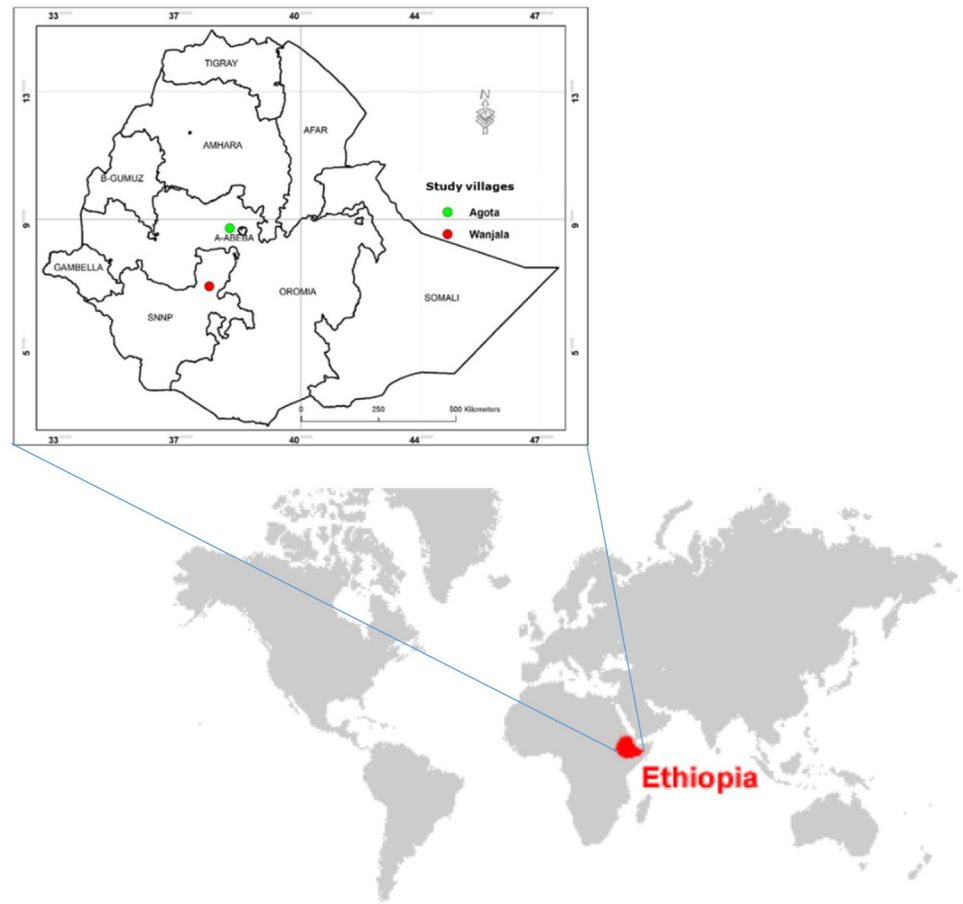 33 37 40 44 47
13
9
5
13
9
5
N
TIGRAY
AFAR
AMHARA
B-GUMUZ
Study villages
Agota
Wanjala
A-ABEBA
GAMBELLA
OROMIA
SOMALI
SNNP
0 250 500 Kilometers
33 37 40 44 47
Ethiopia